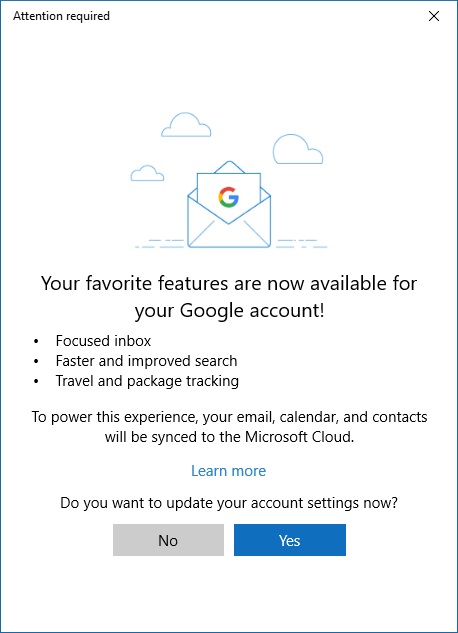 Attention required
Your favorite features are now available for
your Google account!
• Focused inbox
• Faster and improved search
• Travel and package tracking
To power this experience, your email, calendar, and contacts
will be synced to the Microsoft Cloud.
Learn more
Do you want to update your account settings now?
No
Yes